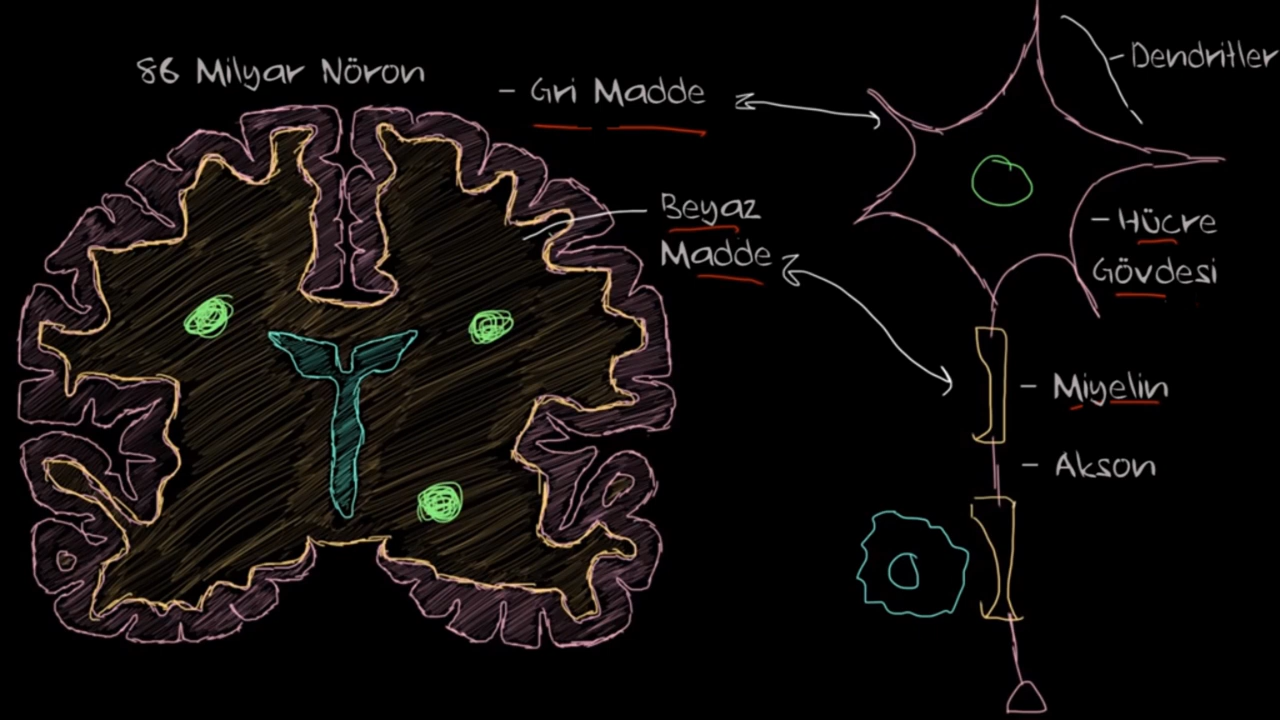 86 Milyar Nöron
- Gri Madde
Beyaz
Madde
- Dendritler
- Hücre
Gövdesi
- Miyelin
- Akson